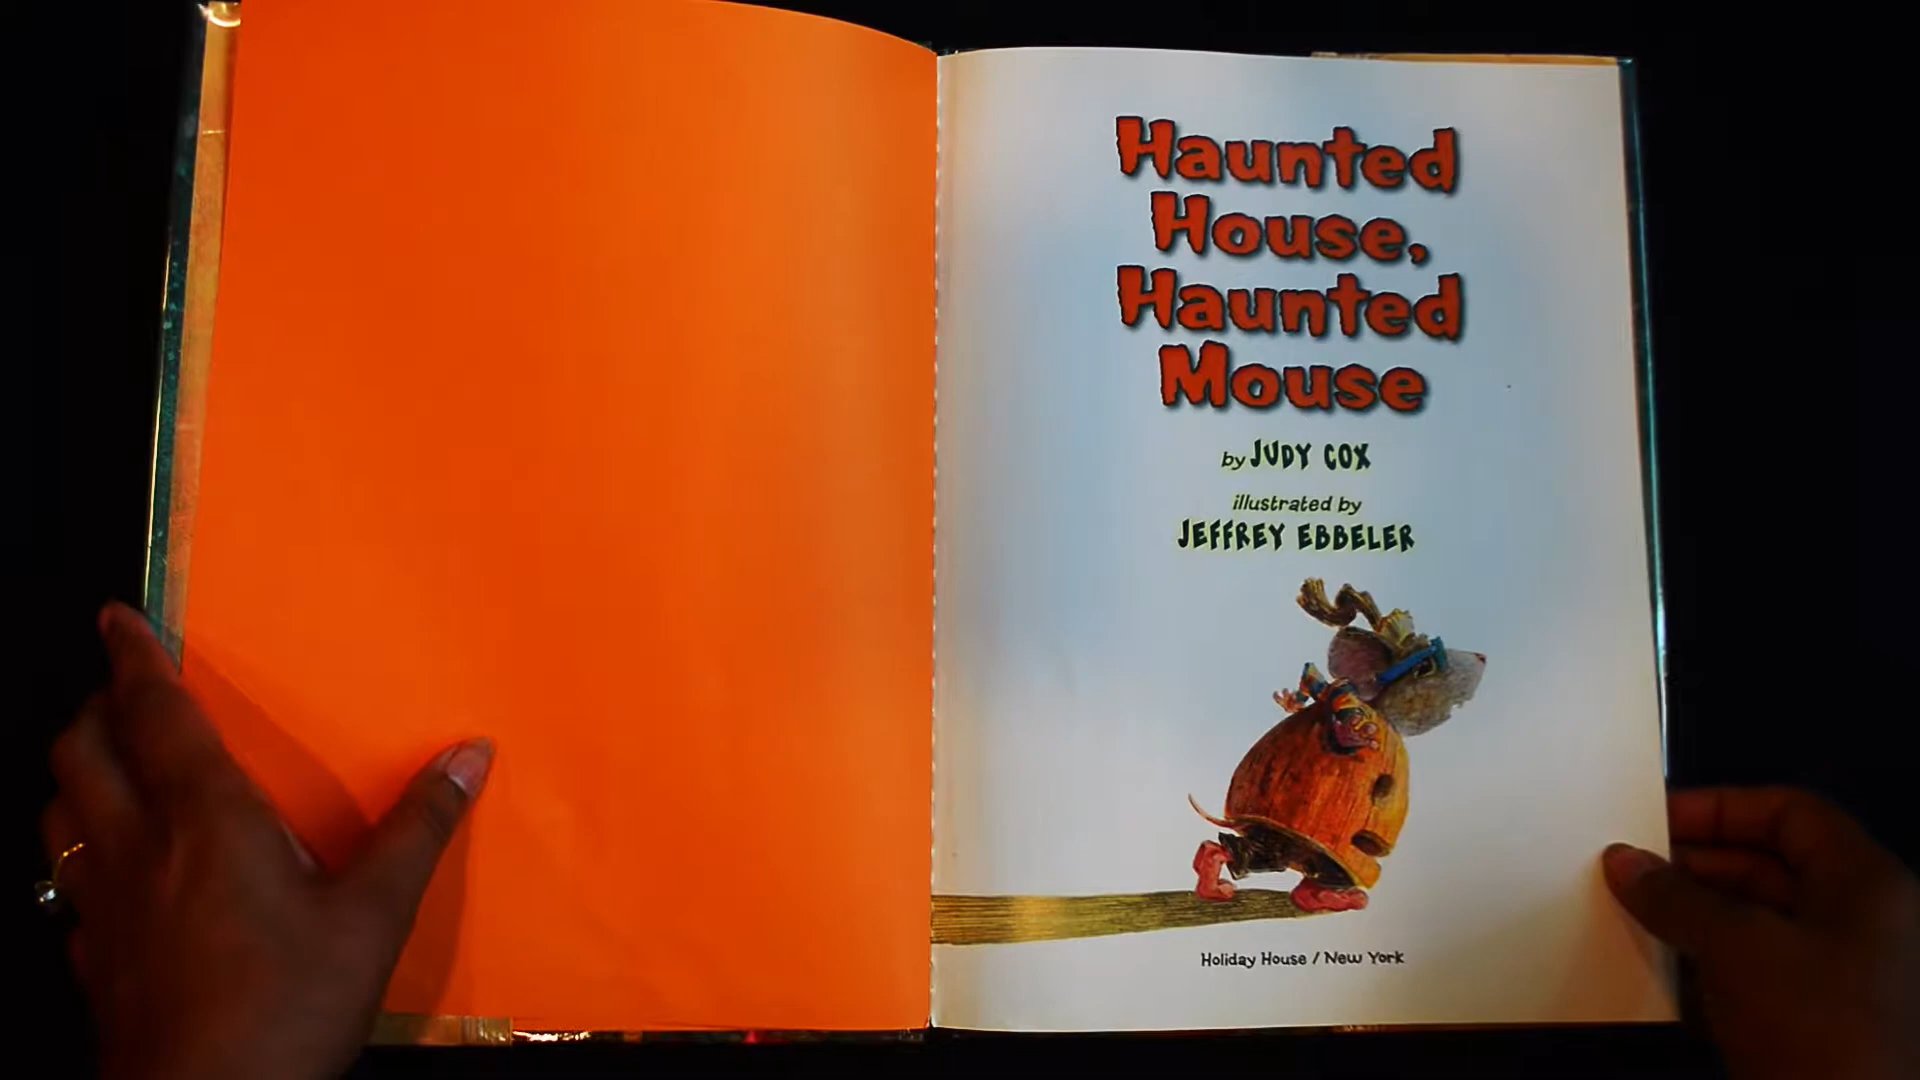 Haunted
House,
Haunted
Mouse
by JUDY COX
illustrated by
JEFFREY EBBELER
Holiday House / New York